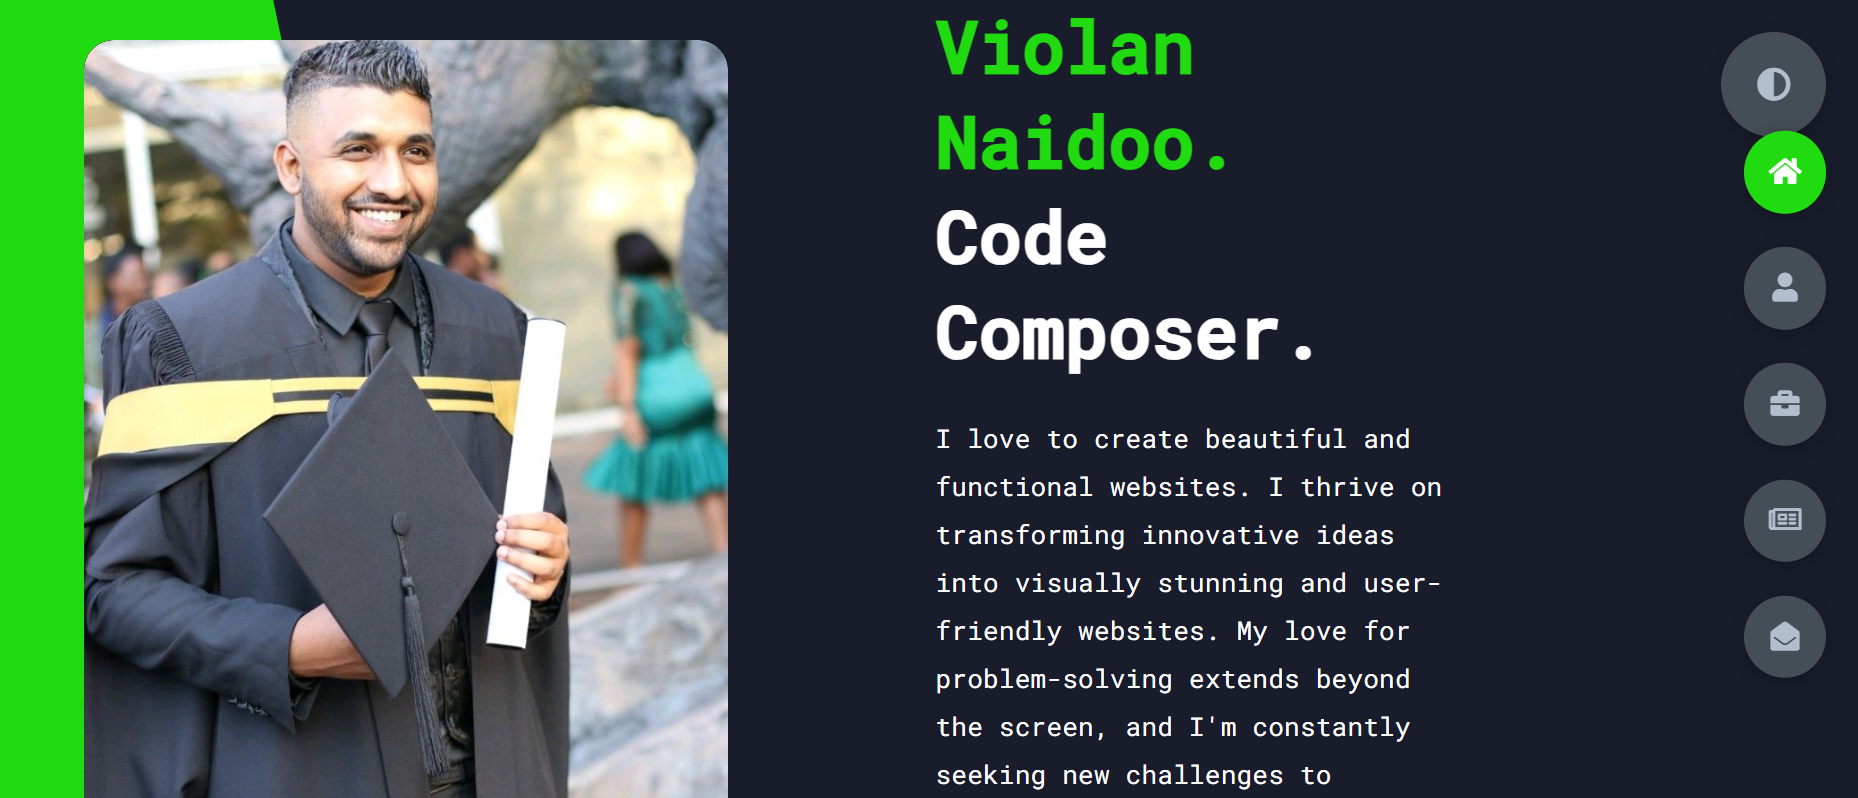 Violan
Naidoo.
Code
Composer.
I love to create beautiful and
functional websites. I thrive on
transforming innovative ideas
into visually stunning and user-
friendly websites. My love for
problem-solving extends beyond
the screen, and I'm constantly
seeking new challenges to